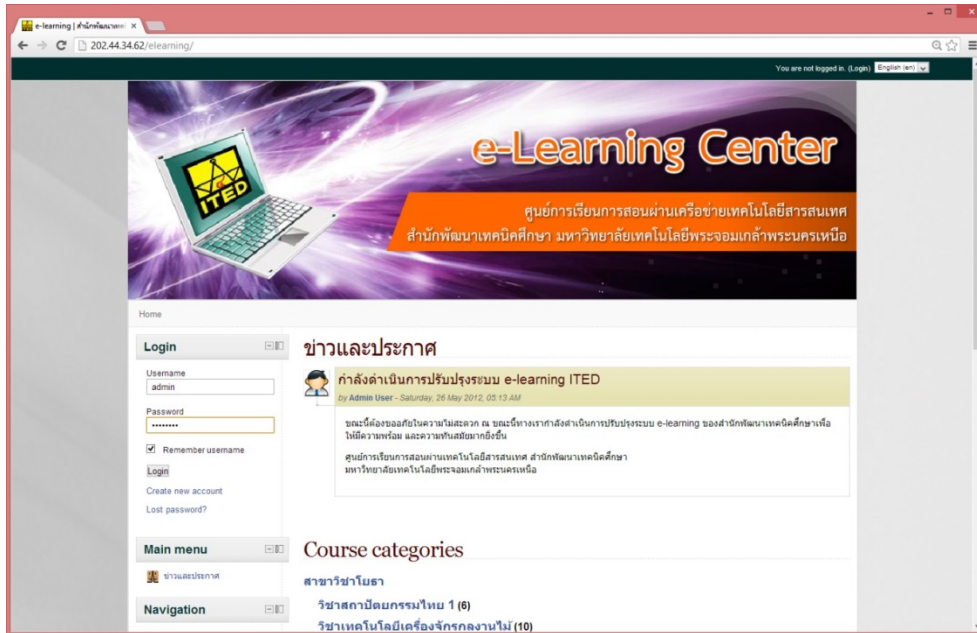 e-learning | สำนักพัฒนาเทค
202.44.34.62/elearning/
You are not logged in. (Login) English (en)
ITED
e-Learning Center
ศูนย์การเรียนการสอนผ่านเครือข่ายเทคโนโลยีสารสนเทศ
สำนักพัฒนาเทคนิคศึกษา มหาวิทยาลัยเทคโนโลยีพระจอมเกล้าพระนครเหนือ
Home
Login
Username
admin
Password
••••••••
Remember username
Login
Create new account
Lost password?
Main menu
ข่าวและประกาศ
Navigation
ข่าวและประกาศ
กำลังดำเนินการปรับปรุงระบบ e-learning ITED
by Admin User - Saturday, 26 May 2012, 05:13 AM
ขณะนี้ต้องขออภัยในความไม่สะดวก ณ ขณะนี้ทางเรากำลังดำเนินการปรับปรุงระบบ e-learning ของสำนักพัฒนาเทคนิคศึกษาเพื่อ
ให้มีความพร้อม และความทันสมัยมากยิ่งขึ้น
ศูนย์การเรียนการสอนผ่านเทคโนโลยีสารสนเทศ สำนักพัฒนาเทคนิคศึกษา
มหาวิทยาลัยเทคโนโลยีพระจอมเกล้าพระนครเหนือ
Course categories
สาขาวิชาโยธา
วิชาสถาปัตยกรรมไทย 1 (6)
วิชาเทคโนโลยีเครื่องจักรกลงานไม้ (10)